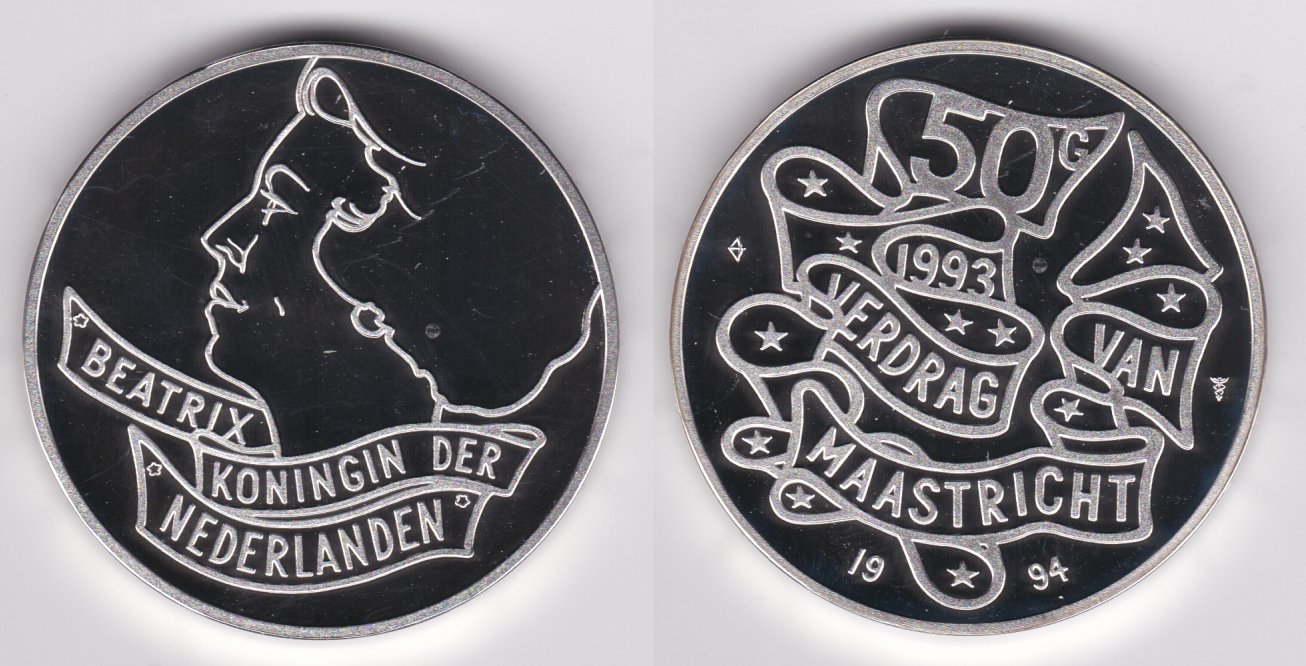 BEATRIX
KONINGIN DER
NEDERLANDEN
50G
1993
VERDRAG
VAN
MAASTRICHT
19 94